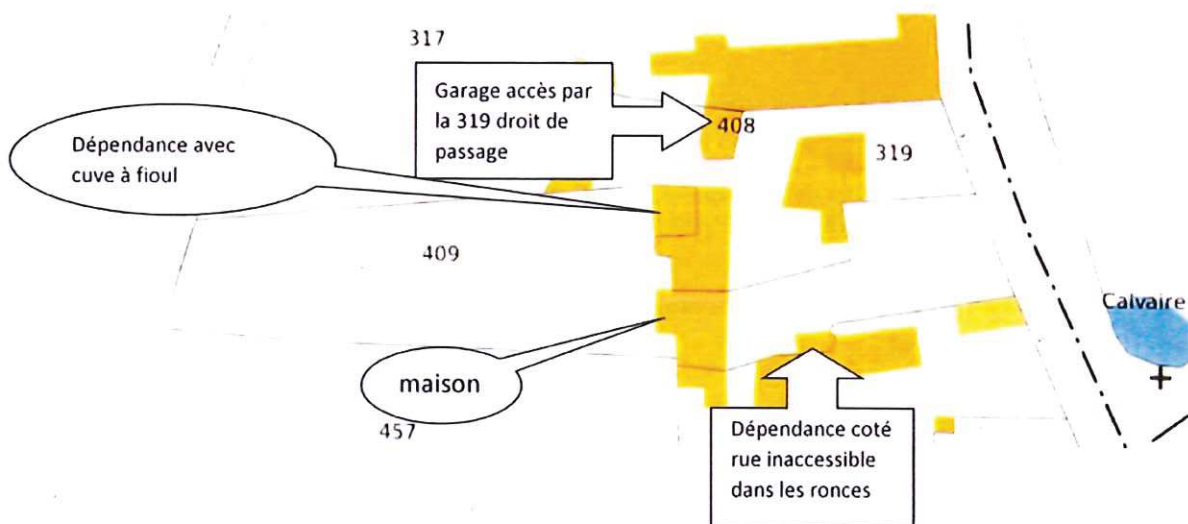 317
Garage accès par
la 319 droit de
passage
408
319
Dépendance avec
cuve à fioul
409
Calvaire
maison
457
Dépendance coté
rue inaccessible
dans les ronces